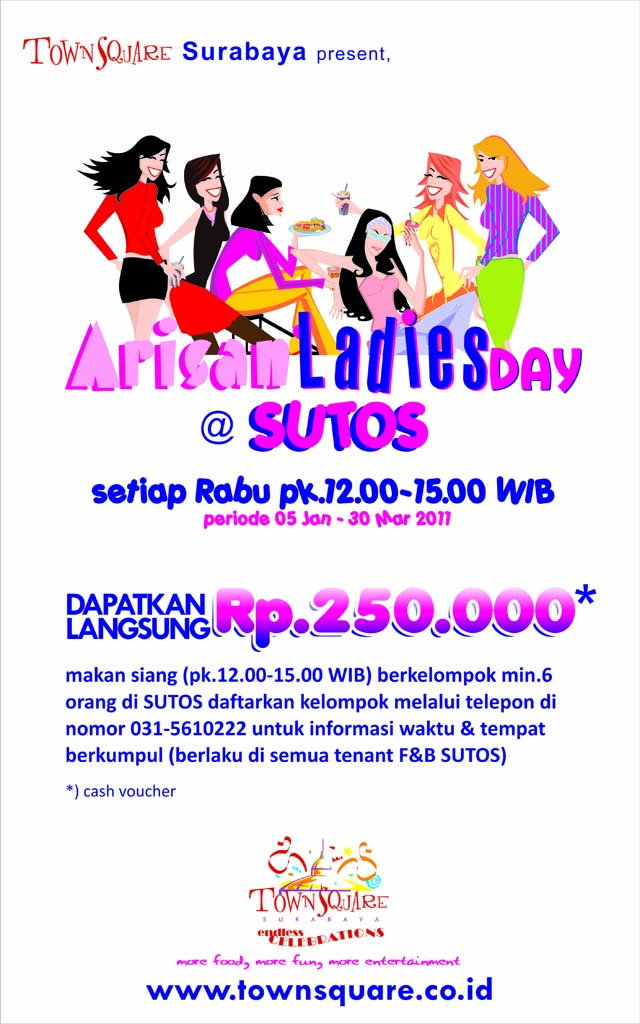 TOWNSQUARE Surabaya present,
Arisan Ladies DAY
@ SUTOS
setiap Rabu pk.12.00-15.00 WIB
periode 05 Jan - 30 Mar 2011
DAPATKAN LANGSUNG Rp.250.000*
makan siang (pk.12.00-15.00 WIB) berkelompok min.6
orang di SUTOS daftarkan kelompok melalui telepon di
nomor 031-5610222 untuk informasi waktu & tempat
berkumpul (berlaku di semua tenant F&B SUTOS)
*) cash voucher
TOWNSQUARE
SURABAYA
endless CELEBRATIONS
more food, more fun, more entertainment
www.townsquare.co.id